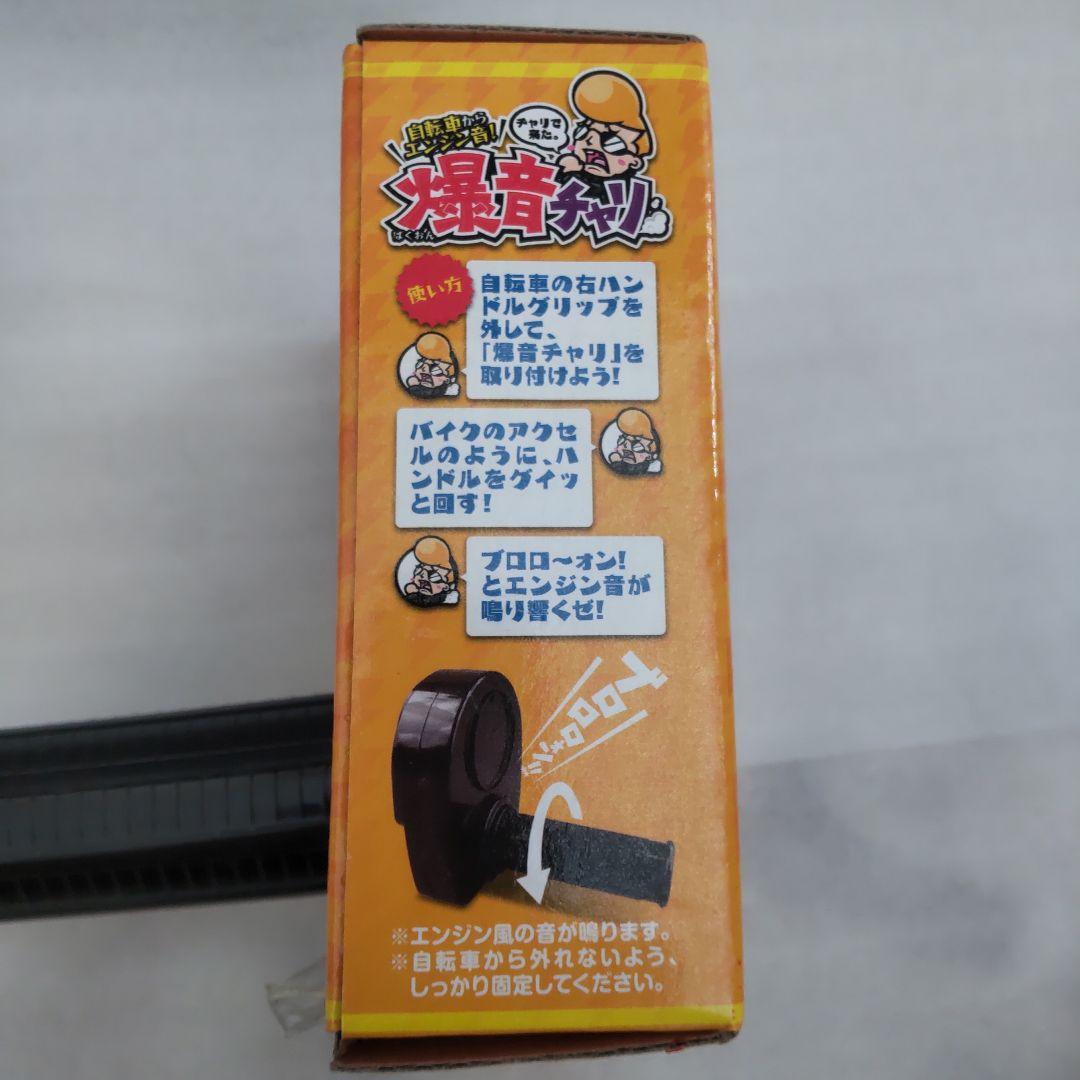 自転車から
エンジン音!
チャリで
来た。
爆音チャリ
ばくおん
使い方
自転車の右ハン
ドルグリップを
外して、
「爆音チャリ」を
取り付けよう!
バイクのアクセ
ルのように、ハ
ンドルをグイッ
と回す!
ブロロ〜ォン!
とエンジン音が
鳴り響くぜ!
ブロロロロォン!!
※エンジン風の音が鳴ります。
※自転車から外れないよう、
しっかり固定してください。